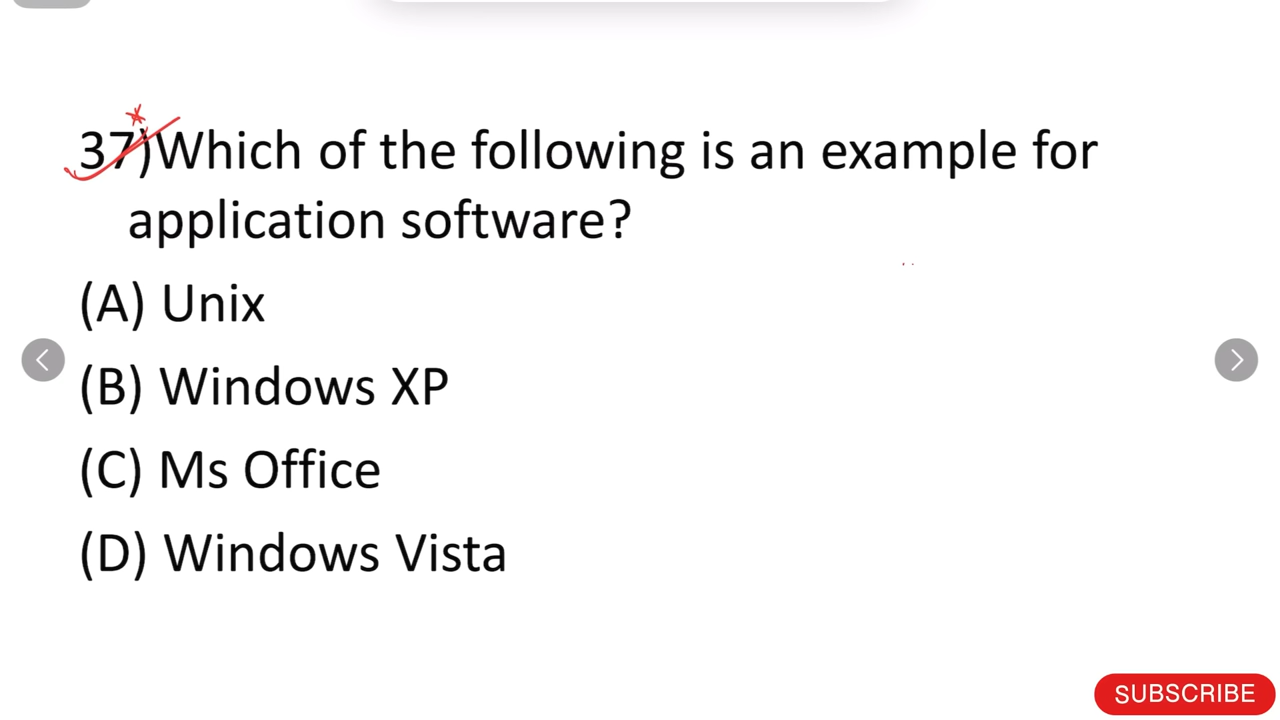 37)Which of the following is an example for
application software?
(A) Unix
(B) Windows XP
(C) Ms Office
(D) Windows Vista
SUBSCRIBE